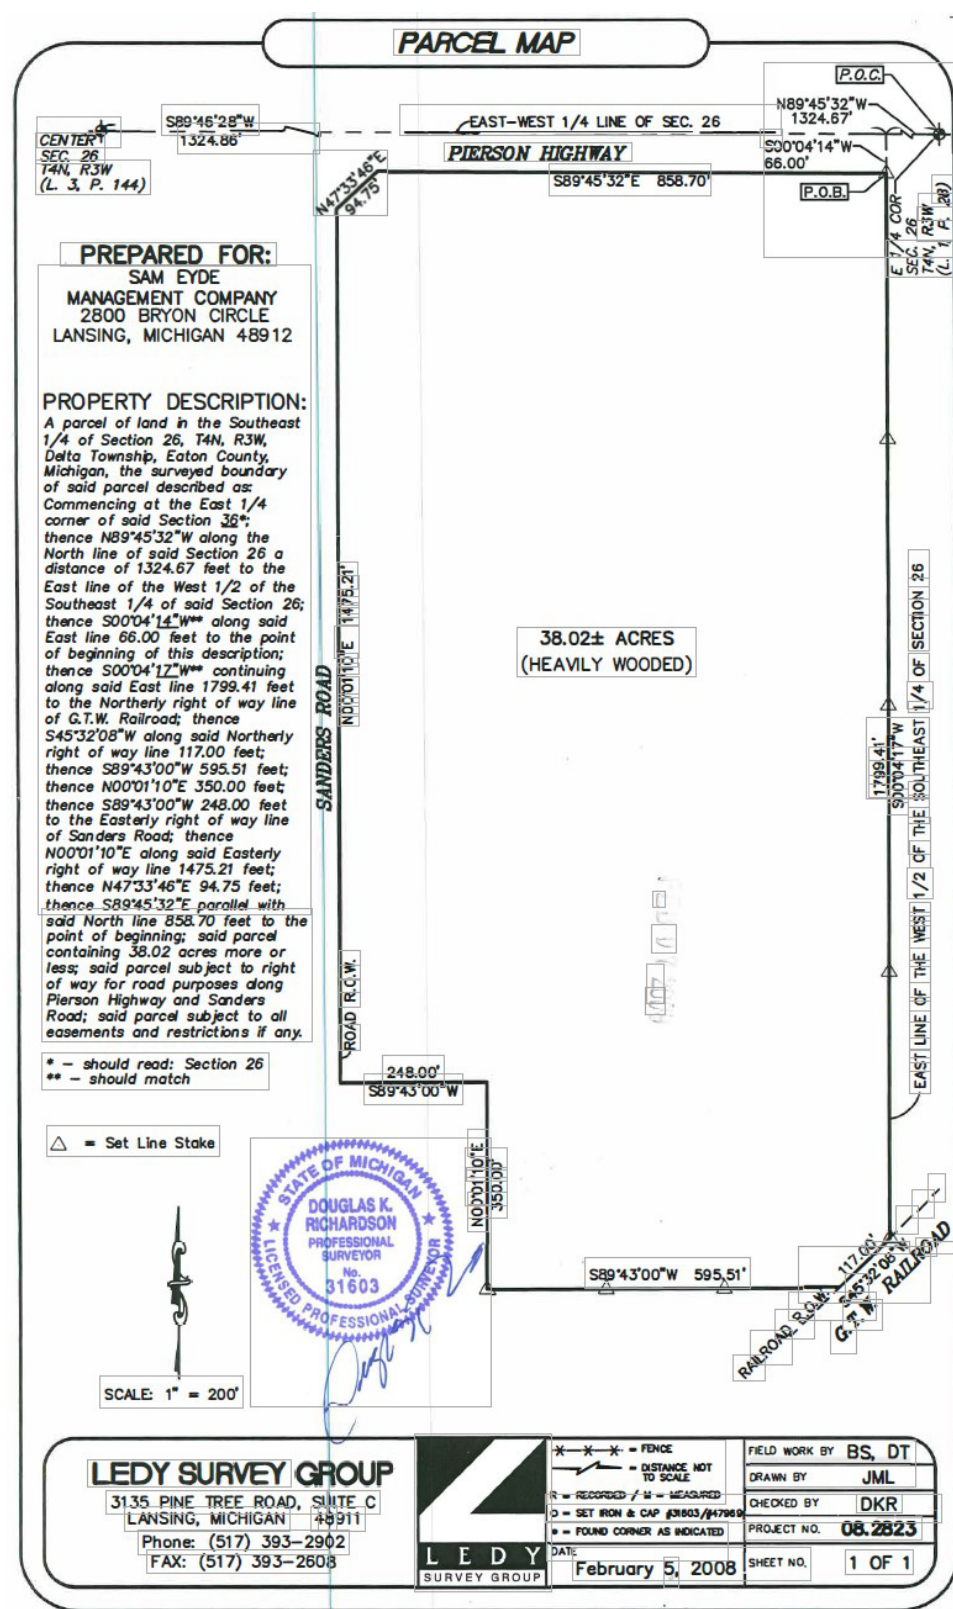 PARCEL MAP
P.O.C.
S89°46'28"W
1324.86'
EAST-WEST 1/4 LINE OF SEC. 26
N89°45'32"W
1324.67'
CENTER
SEC. 26
T4N, R3W
(L. 3, P. 144)
PIERSON HIGHWAY
S00°04'14"W
66.00'
N47°33'46"E
94.75'
S89°45'32"E 858.70'
P.O.B.
E 1/4 COR
SEC. 26
T4N, R3W
(L. 1, P. 28)
PREPARED FOR:
SAM EYDE
MANAGEMENT COMPANY
2800 BRYON CIRCLE
LANSING, MICHIGAN 48912
PROPERTY DESCRIPTION:
A parcel of land in the Southeast
1/4 of Section 26, T4N, R3W,
Delta Township, Eaton County,
Michigan, the surveyed boundary
of said parcel described as:
Commencing at the East 1/4
corner of said Section 36*;
thence N89°45'32"W along the
North line of said Section 26 a
distance of 1324.67 feet to the
East line of the West 1/2 of the
Southeast 1/4 of said Section 26;
thence S00°04'14"W** along said
East line 66.00 feet to the point
of beginning of this description;
thence S00°04'17"W** continuing
along said East line 1799.41 feet
to the Northerly right of way line
of G.T.W. Railroad; thence
S45°32'08"W along said Northerly
right of way line 117.00 feet;
thence S89°43'00"W 595.51 feet;
thence N00°01'10"E 350.00 feet;
thence S89°43'00"W 248.00 feet
to the Easterly right of way line
of Sanders Road; thence
N00°01'10"E along said Easterly
right of way line 1475.21 feet;
thence N47°33'46"E 94.75 feet;
thence S89°45'32"E parallel with
said North line 858.70 feet to the
point of beginning; said parcel
containing 38.02 acres more or
less; said parcel subject to right
of way for road purposes along
Pierson Highway and Sanders
Road; said parcel subject to all
easements and restrictions if any.
* - should read: Section 26
** - should match
△ = Set Line Stake
SANDERS ROAD
N00°01'10"E 1475.21'
ROAD R.O.W.
38.02± ACRES
(HEAVILY WOODED)
1799.41'
S00°04'17"W
EAST LINE OF THE WEST 1/2 OF THE SOUTHEAST 1/4 OF SECTION 26
248.00'
S89°43'00"W
N00°01'10"E
350.00'
S89°43'00"W 595.51'
117.00'
S45°32'08"W
RAILROAD R.O.W.
G.T.W. RAILROAD
STATE OF MICHIGAN
DOUGLAS K.
RICHARDSON
PROFESSIONAL
SURVEYOR
No.
31603
LICENSED PROFESSIONAL SURVEYOR
SCALE: 1" = 200'
LEDY SURVEY GROUP
3135 PINE TREE ROAD, SUITE C
LANSING, MICHIGAN 48911
Phone: (517) 393-2902
FAX: (517) 393-2608
LEDY
SURVEY GROUP
= FENCE
= DISTANCE NOT
TO SCALE
R = RECORDED / M = MEASURED
O = SET IRON & CAP #31603/#47969
= FOUND CORNER AS INDICATED
DATE
February 5, 2008
FIELD WORK BY BS, DT
DRAWN BY JML
CHECKED BY DKR
PROJECT NO. 08.2823
SHEET NO. 1 OF 1